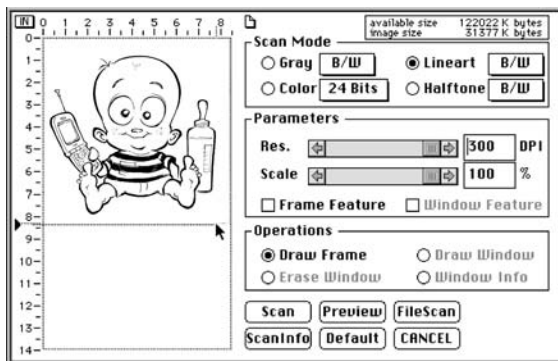 IN 0 1 2 3 4 5 6 7 8
0
1
2
3
4
5
6
7
8
9
10
11
12
13
14
available size 122022 K bytes
image size 31377 K bytes
Scan Mode
Gray B/W Lineart B/W
Color 24 Bits Halftone B/W
Parameters
Res. 300 DPI
Scale 100 %
Frame Feature Window Feature
Operations
Draw Frame Draw Window
Erase Window Window Info
Scan Preview FileScan
ScanInfo Default CANCEL